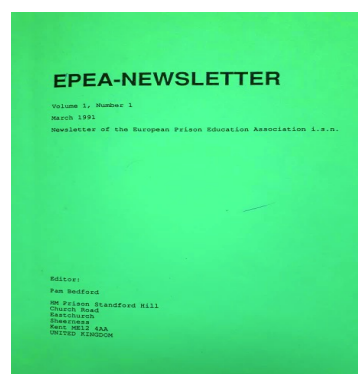 EPEA-NEWSLETTER
Volume 1, Number 1
March 1991
Newsletter of the European Prison Education Association i.s.n.
Editor:
Pam Bedford
HM Prison Standford Hill
Church Road
Eastchurch
Sheerness
Kent ME12 4AA
UNITED KINGDOM